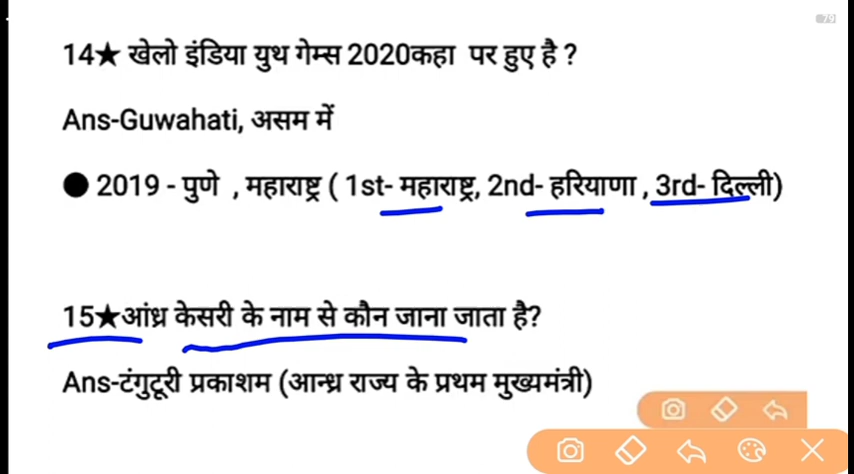 79
14★ खेलो इंडिया युथ गेम्स 2020कहा पर हुए है ?
Ans-Guwahati, असम में
● 2019 - पुणे , महाराष्ट्र ( 1st- महाराष्ट्र, 2nd- हरियाणा , 3rd- दिल्ली)
15★आंध्र केसरी के नाम से कौन जाना जाता है?
Ans-टंगुटूरी प्रकाशम (आन्ध्र राज्य के प्रथम मुख्यमंत्री)